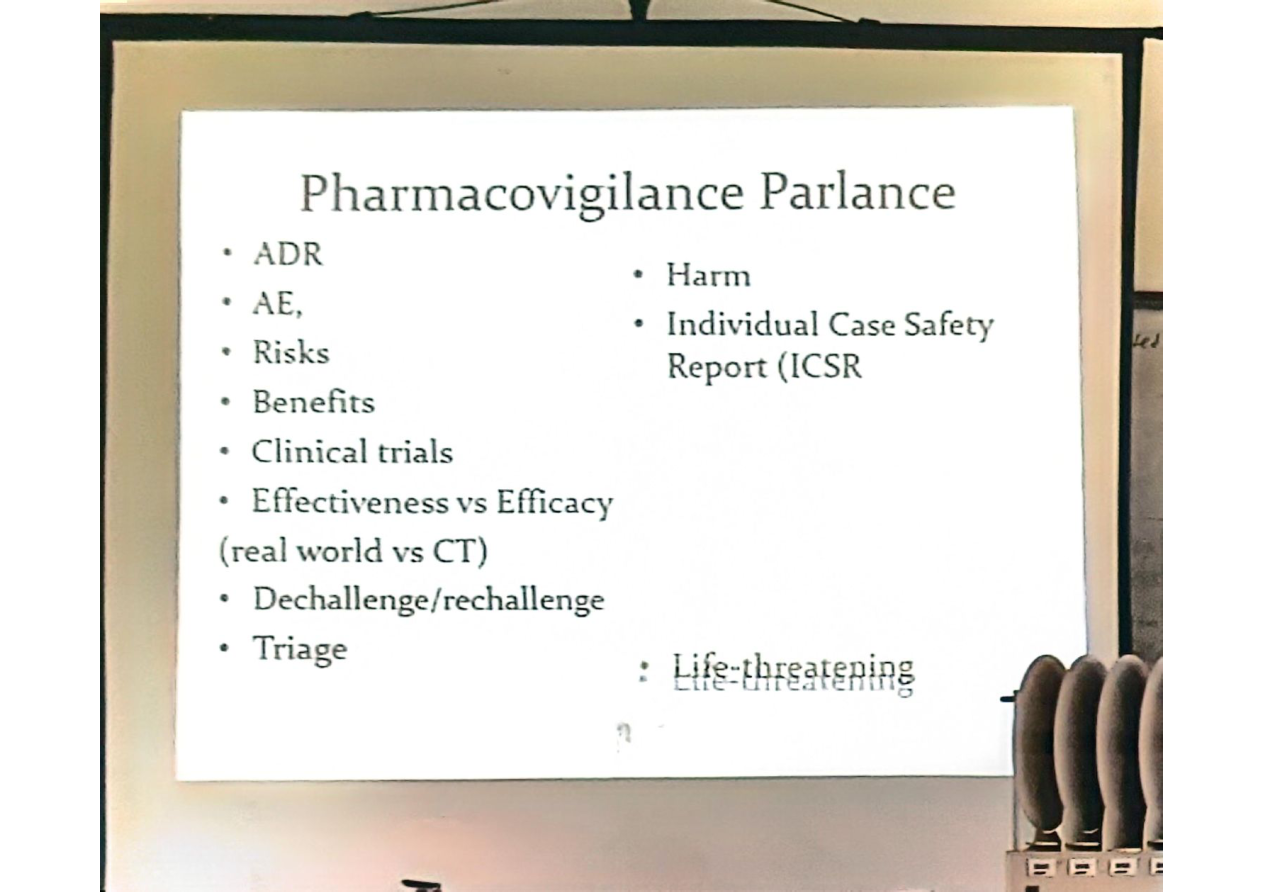 Pharmacovigilance Parlance
• ADR
• AE,
• Risks
• Benefits
• Clinical trials
• Effectiveness vs Efficacy
(real world vs CT)
• Dechallenge/rechallenge
• Triage
• Harm
• Individual Case Safety
Report (ICSR
• Life-threatening